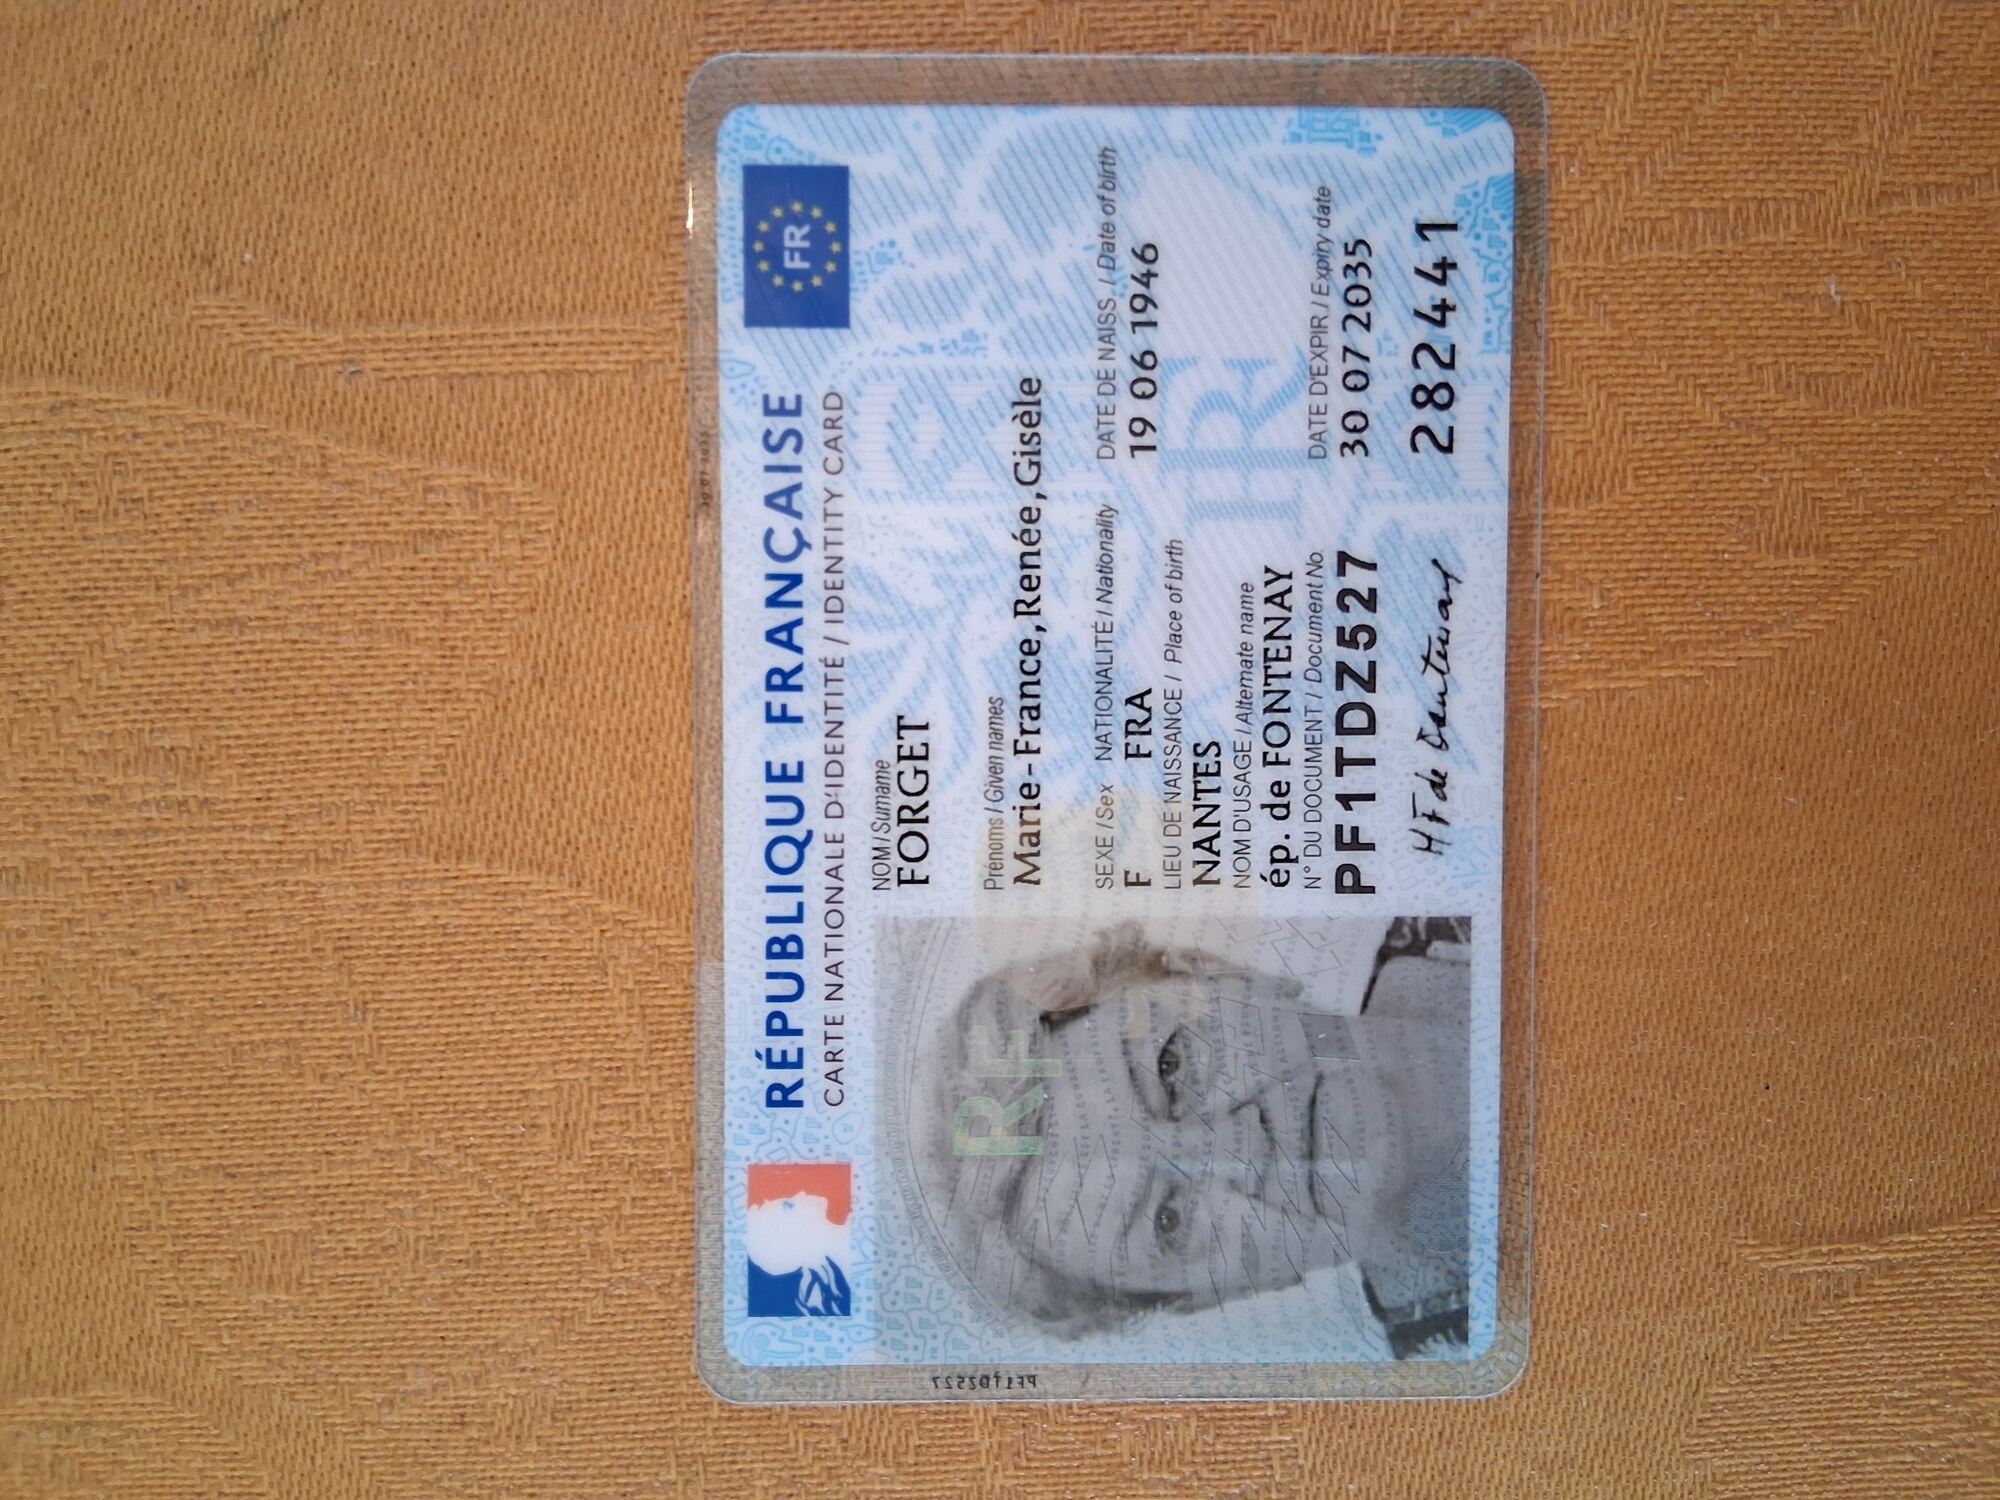 RÉPUBLIQUE FRANÇAISE
FR
CARTE NATIONALE D'IDENTITÉ / IDENTITY CARD
NOM / Surname
FORGET
Prénoms / Given names
Marie-France, Renée, Gisèle
SEXE / Sex NATIONALITÉ / Nationality DATE DE NAISS. / Date of birth
F FRA 19 06 1946
LIEU DE NAISSANCE / Place of birth
NANTES
NOM D'USAGE / Alternate name
ép. de FONTENAY
N° DU DOCUMENT / Document No DATE D'EXPIR. / Expiry date
PF1TDZ527 30 07 2035
MF de Fontenay 282441
RF